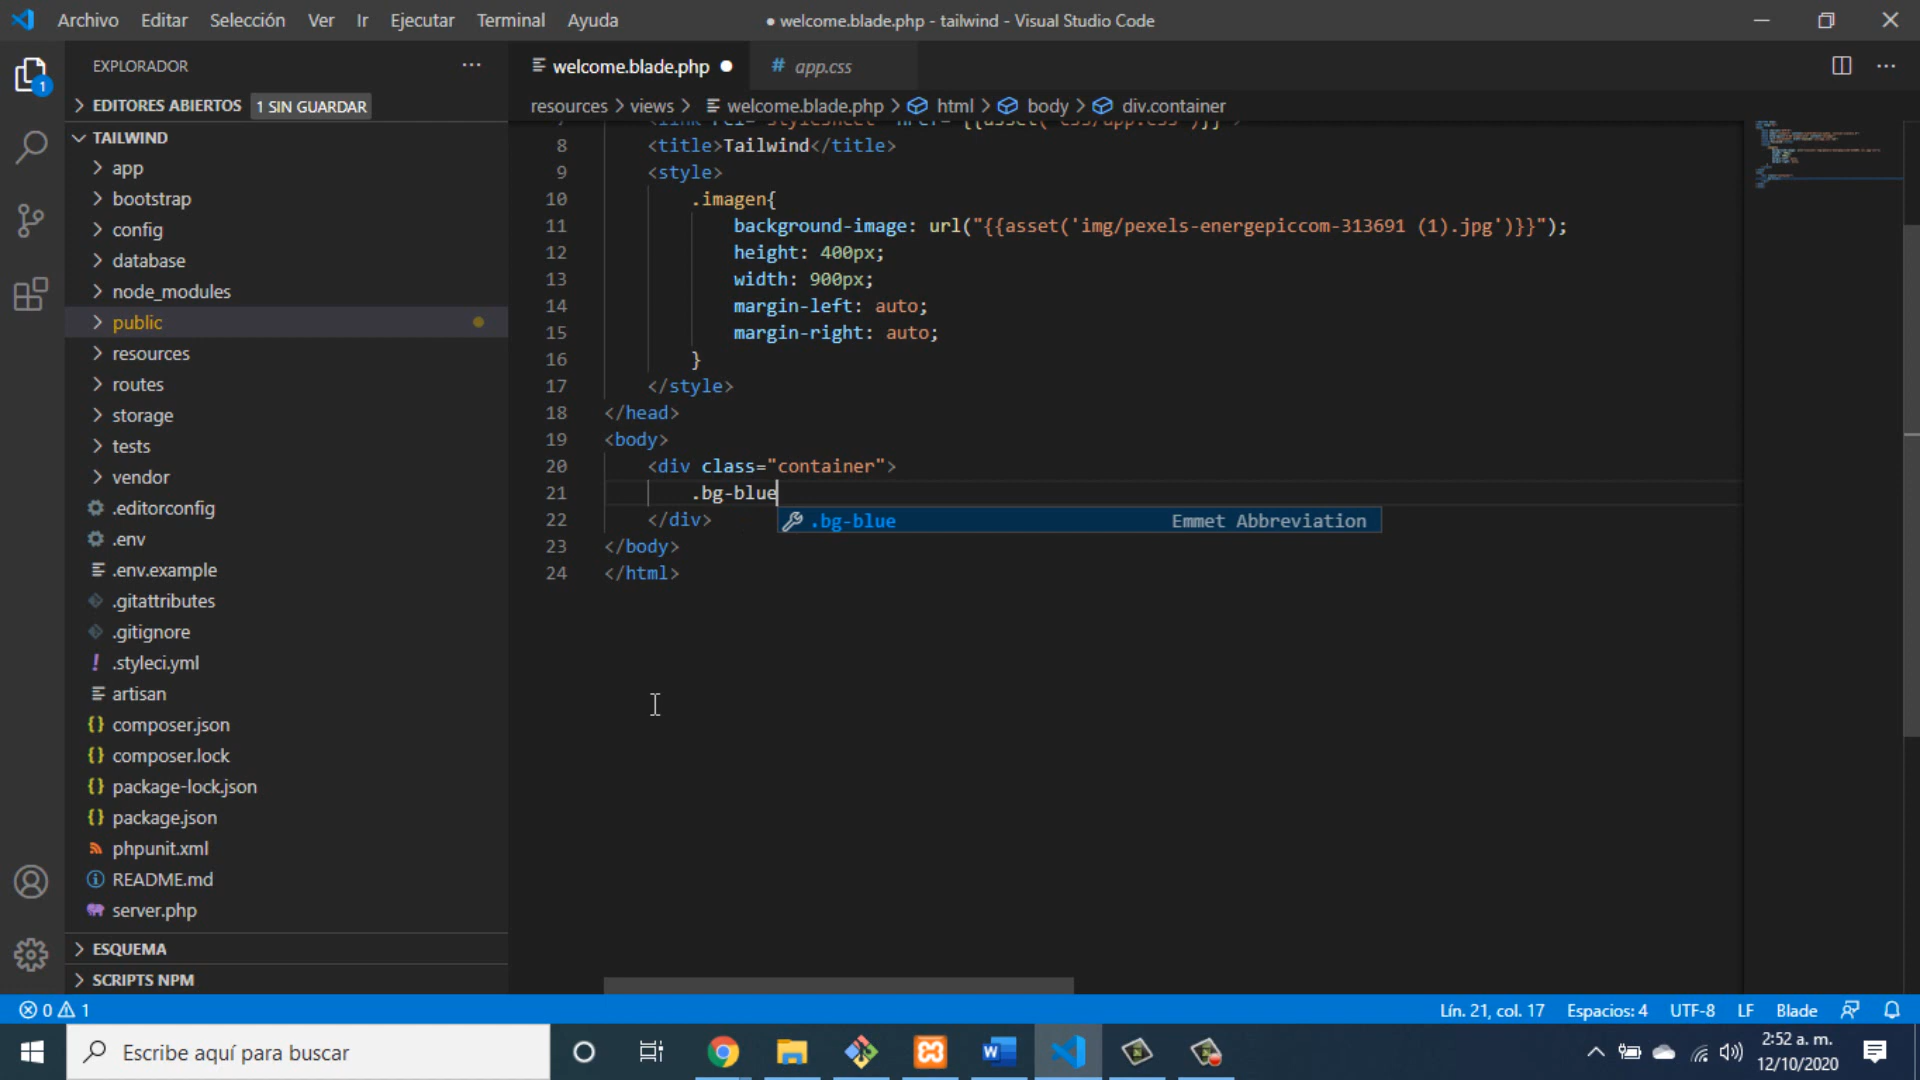 Archivo Editar Selección Ver Ir Ejecutar Terminal Ayuda ● welcome.blade.php - tailwind - Visual Studio Code
EXPLORADOR
EDITORES ABIERTOS 1 SIN GUARDAR
TAILWIND
app
bootstrap
config
database
node_modules
public
resources
routes
storage
tests
vendor
.editorconfig
.env
.env.example
.gitattributes
.gitignore
.styleci.yml
artisan
composer.json
composer.lock
package-lock.json
package.json
phpunit.xml
README.md
server.php
ESQUEMA
SCRIPTS NPM
1
welcome.blade.php ● # app.css
resources > views > welcome.blade.php > html > body > div.container
8 <title>Tailwind</title>
9 <style>
10 .imagen{
11 background-image: url("{{asset('img/pexels-energepiccom-313691 (1).jpg')}}");
12 height: 400px;
13 width: 900px;
14 margin-left: auto;
15 margin-right: auto;
16 }
17 </style>
18 </head>
19 <body>
20 <div class="container">
21 .bg-blue
22 </div>
.bg-blue Emmet Abbreviation
23 </body>
24 </html>
0 1 Lín. 21, col. 17 Espacios: 4 UTF-8 LF Blade
Escribe aquí para buscar
2:52 a. m.
12/10/2020